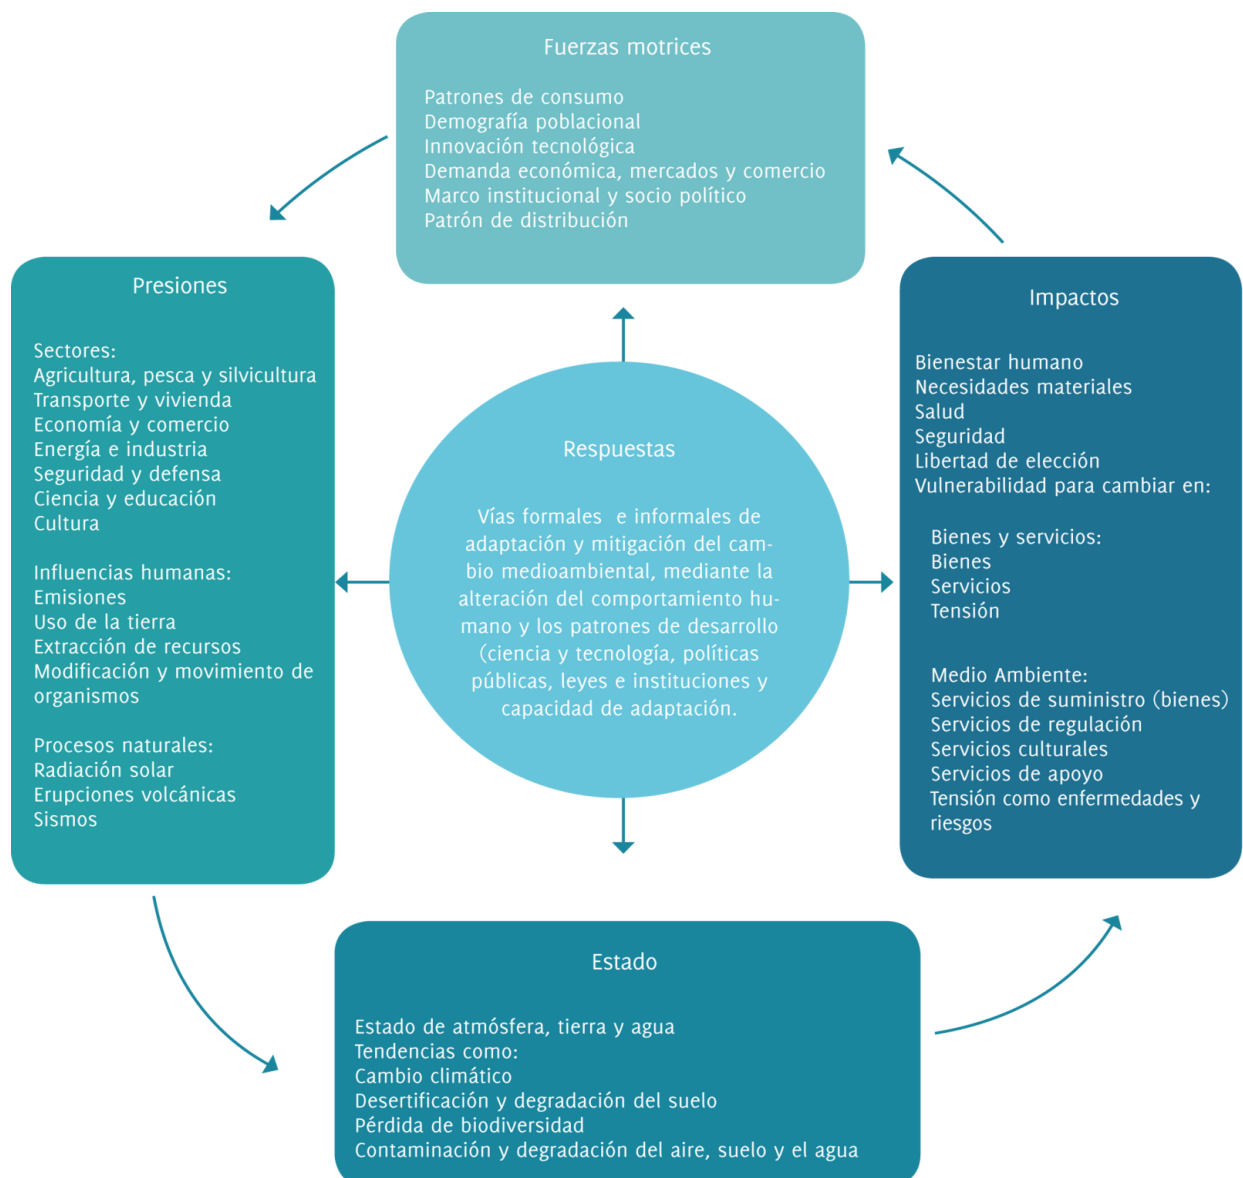 Fuerzas motrices
Patrones de consumo
Demografía poblacional
Innovación tecnológica
Demanda económica, mercados y comercio
Marco institucional y socio político
Patrón de distribución
Presiones
Sectores:
Agricultura, pesca y silvicultura
Transporte y vivienda
Economía y comercio
Energía e industria
Seguridad y defensa
Ciencia y educación
Cultura
Influencias humanas:
Emisiones
Uso de la tierra
Extracción de recursos
Modificación y movimiento de
organismos
Procesos naturales:
Radiación solar
Erupciones volcánicas
Sismos
Respuestas
Vías formales e informales de
adaptación y mitigación del cam-
bio medioambiental, mediante la
alteración del comportamiento hu-
mano y los patrones de desarrollo
(ciencia y tecnología, políticas
públicas, leyes e instituciones y
capacidad de adaptación.
Impactos
Bienestar humano
Necesidades materiales
Salud
Seguridad
Libertad de elección
Vulnerabilidad para cambiar en:
Bienes y servicios:
Bienes
Servicios
Tensión
Medio Ambiente:
Servicios de suministro (bienes)
Servicios de regulación
Servicios culturales
Servicios de apoyo
Tensión como enfermedades y
riesgos
Estado
Estado de atmósfera, tierra y agua
Tendencias como:
Cambio climático
Desertificación y degradación del suelo
Pérdida de biodiversidad
Contaminación y degradación del aire, suelo y el agua